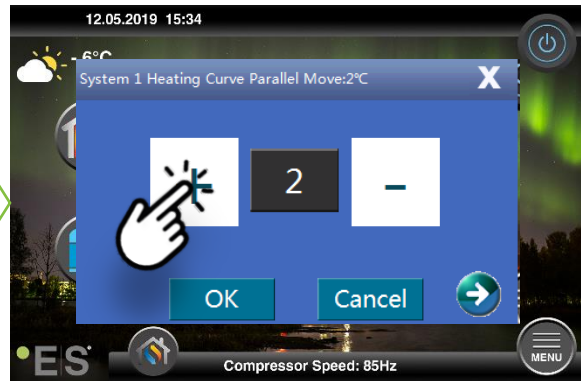 12.05.2019 15:34
- 6°C
System 1 Heating Curve Parallel Move:2℃
X
+ 2 -
OK Cancel
•ES
Compressor Speed: 85Hz
MENU